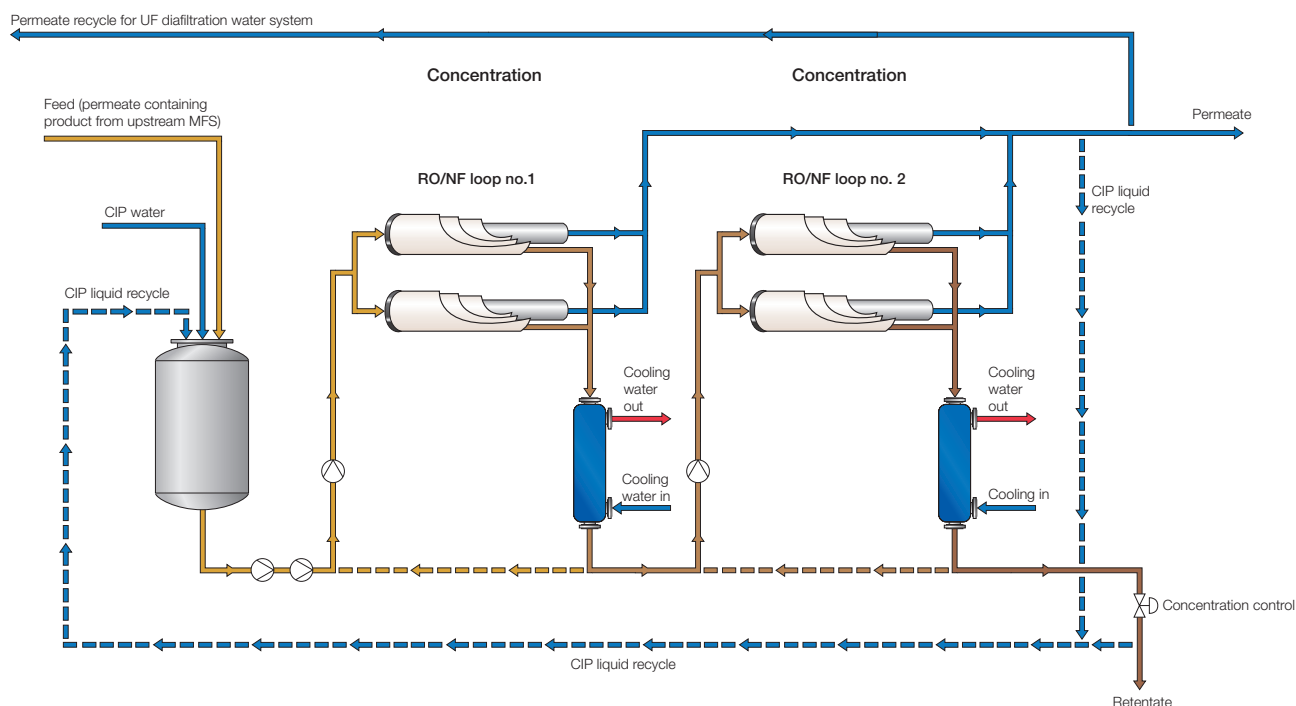 Permeate recycle for UF diafiltration water system
Concentration
Concentration
Feed (permeate containing
product from upstream MFS)
Permeate
RO/NF loop no.1
RO/NF loop no. 2
CIP liquid
recycle
CIP water
CIP liquid recycle
Cooling
water
out
Cooling
water
out
Cooling
water in
Cooling in
Concentration control
CIP liquid recycle
Retentate